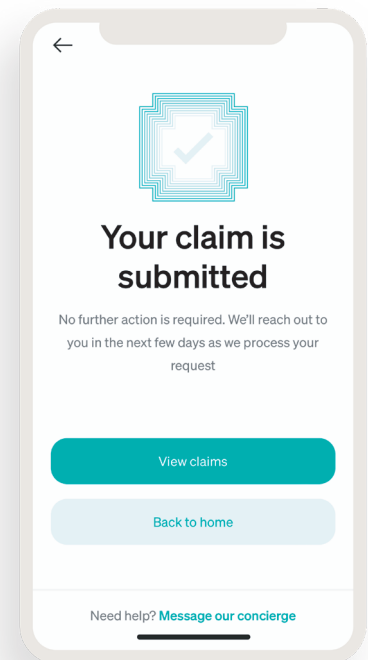 Your claim is
submitted
No further action is required. We'll reach out to
you in the next few days as we process your
request
View claims
Back to home
Need help? Message our concierge